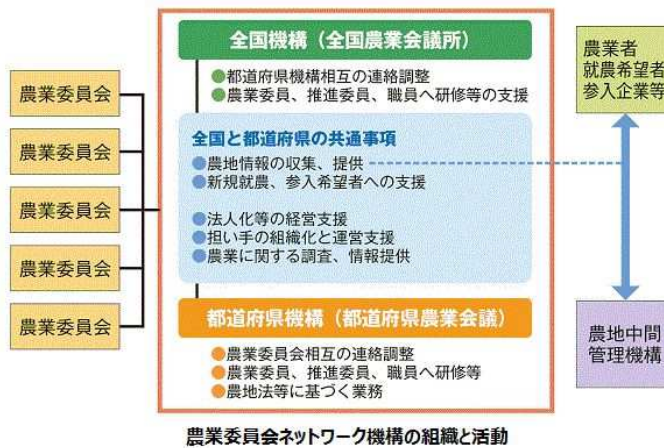 農業委員会
農業委員会
農業委員会
農業委員会
農業委員会
全国機構（全国農業会議所）
●都道府県機構相互の連絡調整
●農業委員、推進委員、職員へ研修等の支援
全国と都道府県の共通事項
●農地情報の収集、提供
●新規就農、参入希望者への支援
●法人化等の経営支援
●担い手の組織化と運営支援
●農業に関する調査、情報提供
都道府県機構（都道府県農業会議）
●農業委員会相互の連絡調整
●農業委員、推進委員、職員へ研修等
●農地法等に基づく業務
農業者
就農希望者
参入企業等
農地中間
管理機構
農業委員会ネットワーク機構の組織と活動